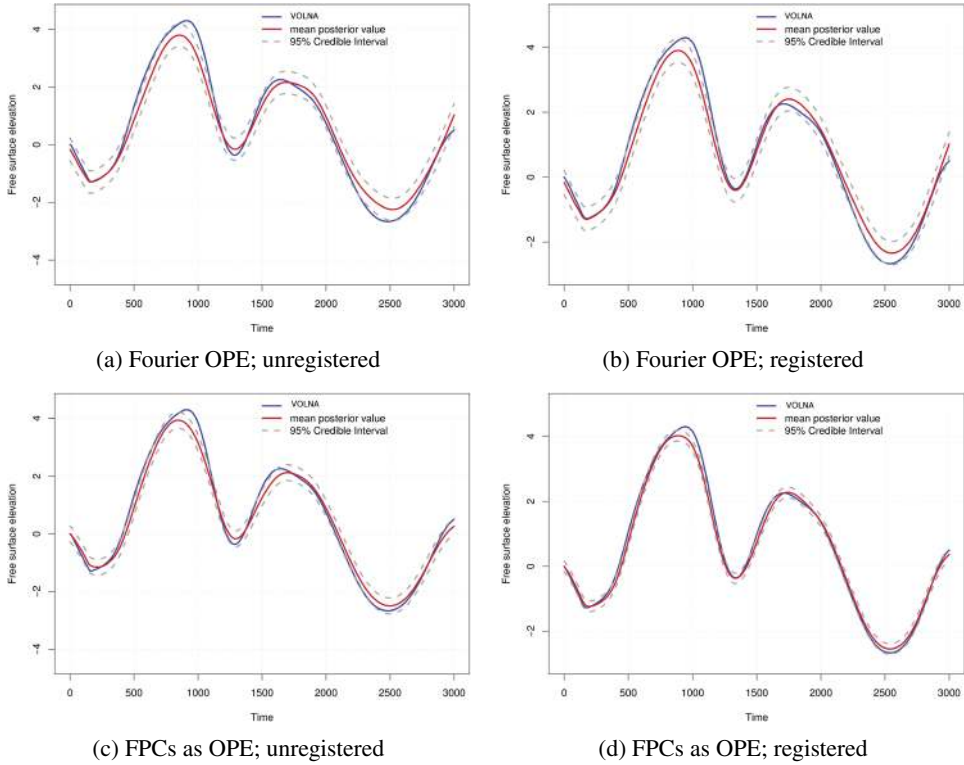 VOLNA
mean posterior value
95% Credible Interval
Free surface elevation
4
2
0
-2
-4
0 500 1000 1500 2000 2500 3000
Time
(a) Fourier OPE; unregistered
VOLNA
mean posterior value
95% Credible Interval
Free surface elevation
4
2
0
-2
0 500 1000 1500 2000 2500 3000
Time
(b) Fourier OPE; registered
VOLNA
mean posterior value
95% Credible Interval
Free surface elevation
4
2
0
-2
-4
0 500 1000 1500 2000 2500 3000
Time
(c) FPCs as OPE; unregistered
VOLNA
mean posterior value
95% Credible Interval
Free surface elevation
4
2
0
-2
0 500 1000 1500 2000 2500 3000
Time
(d) FPCs as OPE; registered